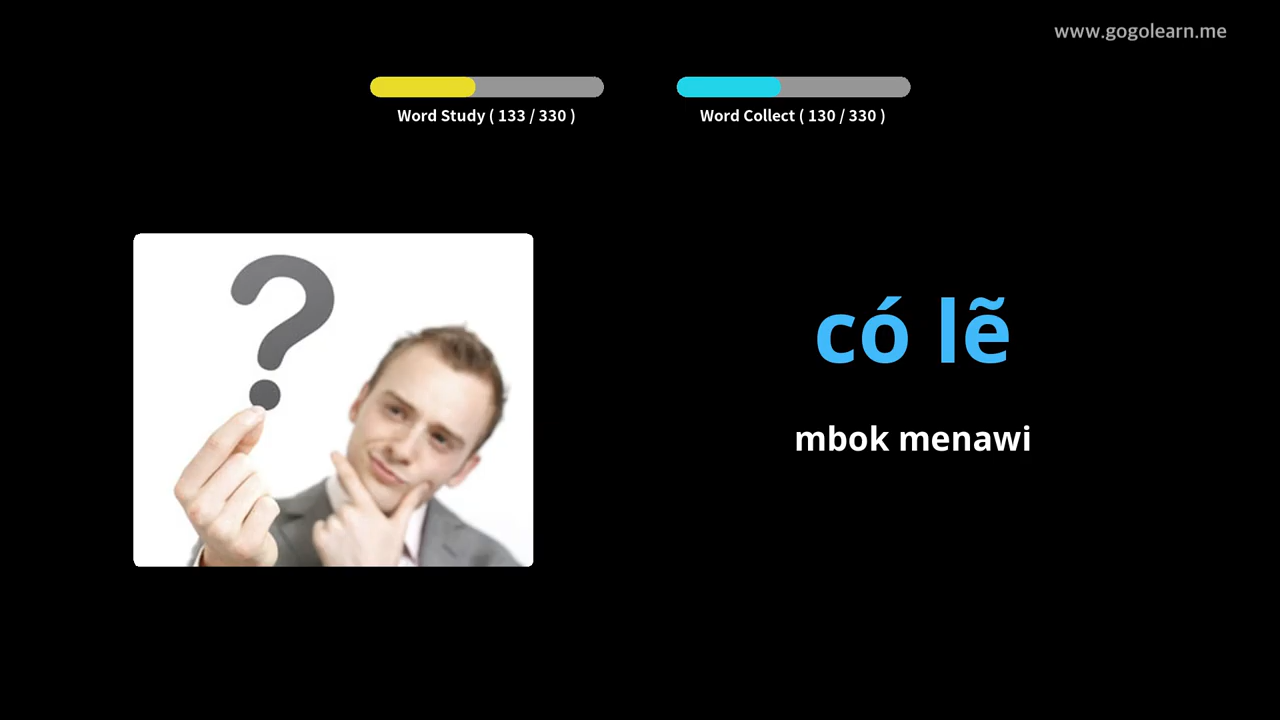 www.gogolearn.me
Word Study ( 133 / 330 )
Word Collect ( 130 / 330 )
?
có lẽ
mbok menawi